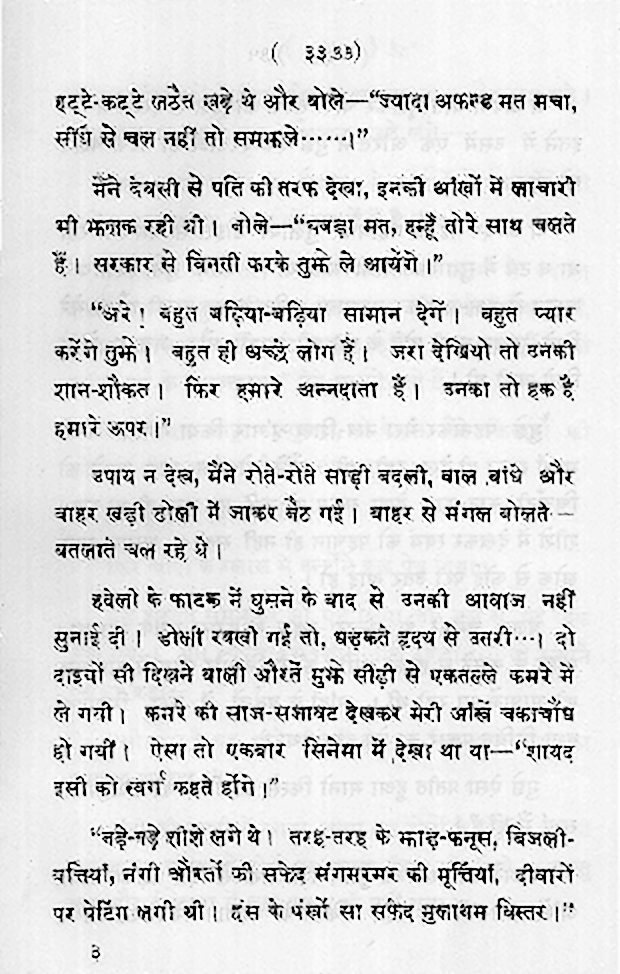 ( ३३ )
हट्टे-कट्टे लठैत खड़े थे और बोले—“ज्यादा अफनड मत मचा,
सीधे से चल नहीं तो समझले.......।”
मैंने बेबसी से पति की तरफ देखा, इनकी आंखों में लाचारी
भी झलक रही थी। बोले—“घबड़ा मत, हम्हूँ तोरे साथ चलते
हैं। सरकार से विनती करके तुझे ले आयेंगे।”
“अरे ! बहुत बढ़िया-बढ़िया सामान देगें। बहुत प्यार
करेंगे तुझे। बहुत ही अच्छे लोग हैं। जरा देखियो तो उनकी
शान-शौकत। फिर हमारे अन्नदाता हैं। उनका तो हक है
हमारे ऊपर।”
उपाय न देख, मैंने रोते-रोते साड़ी बदली, बाल बांधे और
बाहर खड़ी डोली में जाकर बैठ गई। बाहर से मंगल बोलते—
बतलाते चल रहे थे।
हवेली के फाटक में घुसने के बाद से उनकी आवाज नहीं
सुनाई दी। डोली रक्खी गई तो, धड़कते हृदय से उतरी...। दो
दाइयों सी दिखने वाली औरतें मुझे सीढ़ी से एकतल्ले कमरे में
ले गयी। कमरे की साज-सजावट देखकर मेरी आंखें चकाचौंध
हो गयीं। ऐसा तो एकबार सिनेमा में देखा था या—“शायद
इसी को स्वर्ग कहते होंगे।”
“बड़े-बड़े शीशे लगे थे। तरह-तरह के झाड़-फनूस, बिजली-
बत्तियां, नंगी औरतों की सफेद संगमरमर की मूर्त्तियां, दीवारों
पर पेंटिंग लगी थी। हंस के पंखों सा सफेद मुलायम बिस्तर।”
३